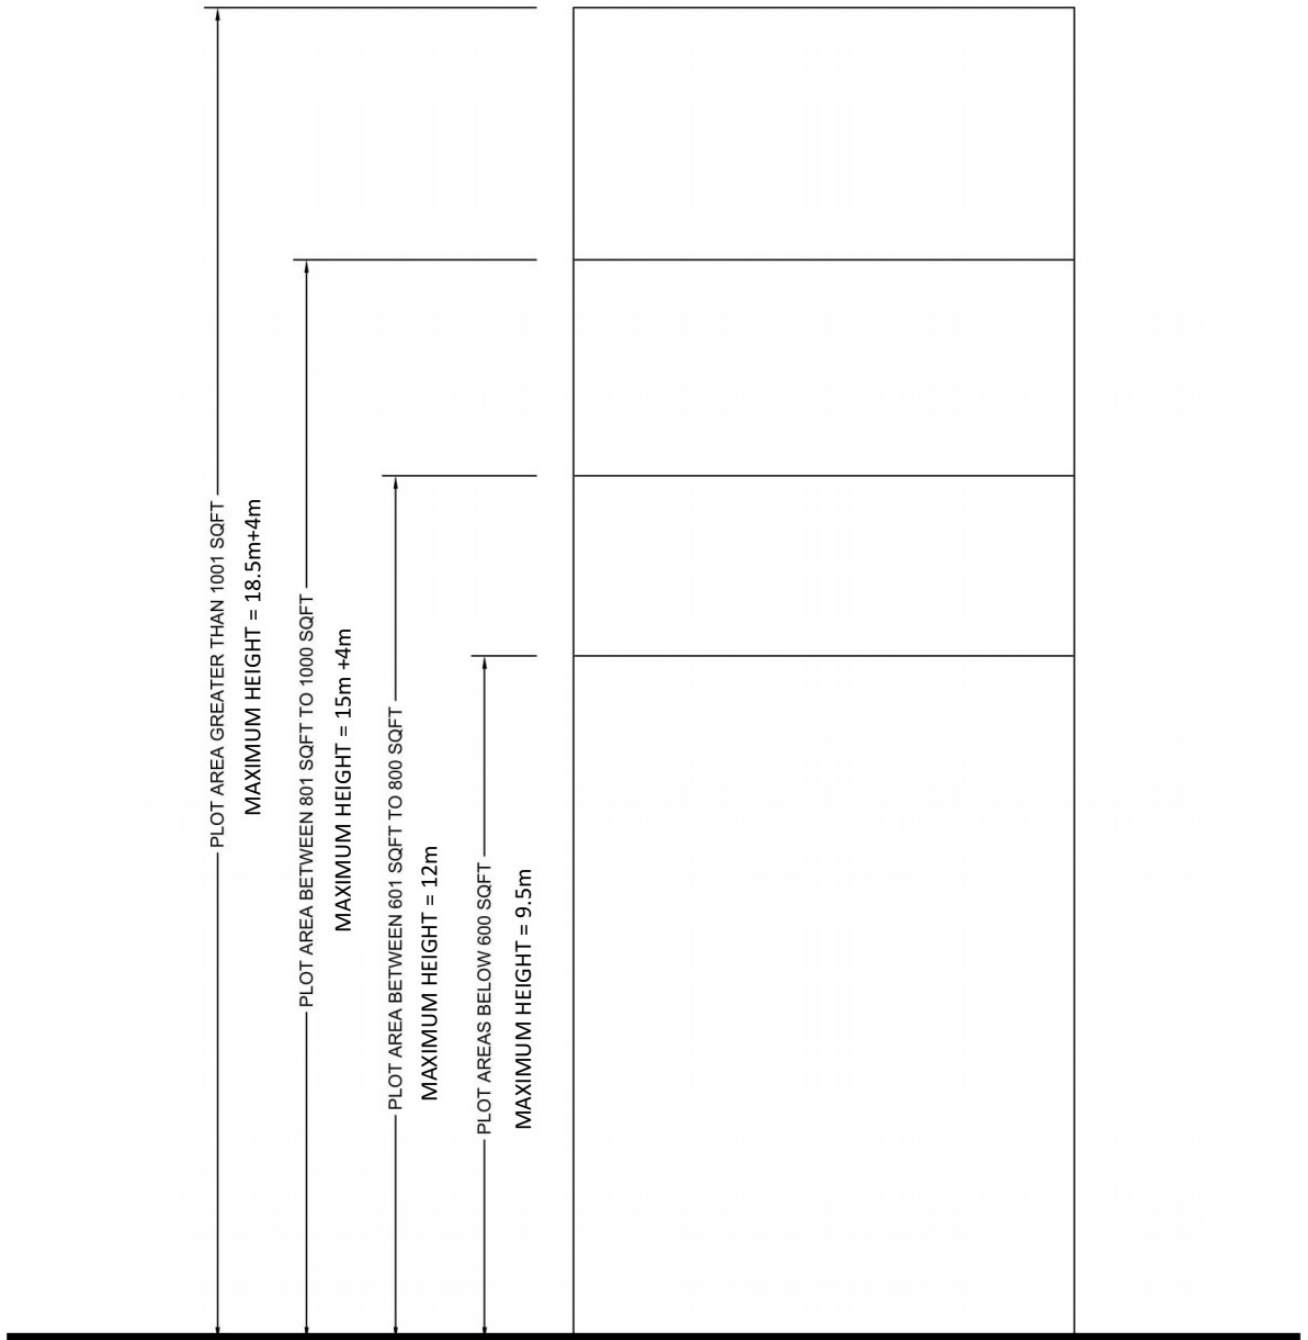 PLOT AREA GREATER THAN 1001 SQFT
MAXIMUM HEIGHT = 18.5m+4m
PLOT AREA BETWEEN 801 SQFT TO 1000 SQFT
MAXIMUM HEIGHT = 15m +4m
PLOT AREA BETWEEN 601 SQFT TO 800 SQFT
MAXIMUM HEIGHT = 12m
PLOT AREAS BELOW 600 SQFT
MAXIMUM HEIGHT = 9.5m